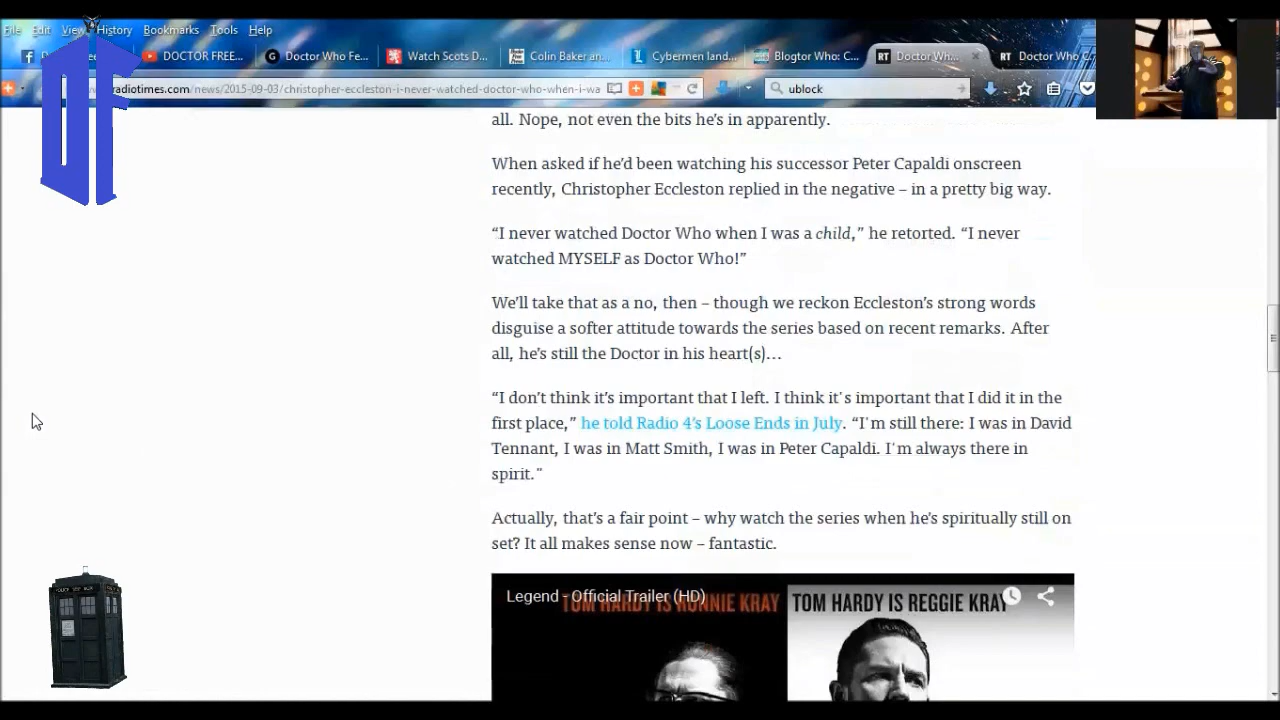 File Edit View History Bookmarks Tools Help
DOCTOR FREE...
Doctor Who Fe...
Watch Scots D...
Colin Baker an...
Cybermen land...
Blogtor Who: C...
RT Doctor Wh...
RT Doctor Who C
radiotimes.com/news/2015-09-03/christopher-eccleston-i-never-watched-doctor-who-when-i-wa
ublock
all. Nope, not even the bits he's in apparently.
When asked if he'd been watching his successor Peter Capaldi onscreen
recently, Christopher Eccleston replied in the negative – in a pretty big way.
“I never watched Doctor Who when I was a child,” he retorted. “I never
watched MYSELF as Doctor Who!”
We'll take that as a no, then – though we reckon Eccleston's strong words
disguise a softer attitude towards the series based on recent remarks. After
all, he's still the Doctor in his heart(s)…
“I don't think it's important that I left. I think it's important that I did it in the
first place,” he told Radio 4's Loose Ends in July. “I'm still there: I was in David
Tennant, I was in Matt Smith, I was in Peter Capaldi. I'm always there in
spirit."
Actually, that's a fair point – why watch the series when he's spiritually still on
set? It all makes sense now – fantastic.
Legend - Official Trailer (HD)
TOM HARDY IS RONNIE KRAY
TOM HARDY IS REGGIE KRAY
POLICE BOX
DF